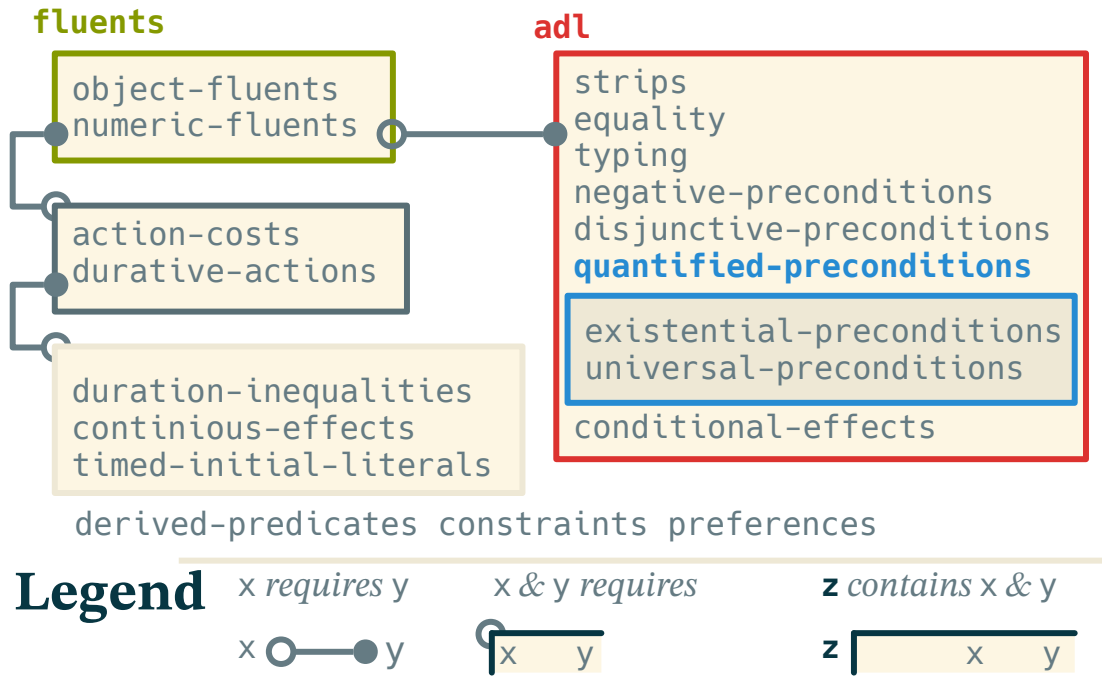 fluents
object-fluents
numeric-fluents
action-costs
durative-actions
duration-inequalities
continious-effects
timed-initial-literals
adl
strips
equality
typing
negative-preconditions
disjunctive-preconditions
quantified-preconditions
existential-preconditions
universal-preconditions
conditional-effects
derived-predicates constraints preferences
Legend
x requires y
x y
x & y requires
x y
z contains x & y
z x y